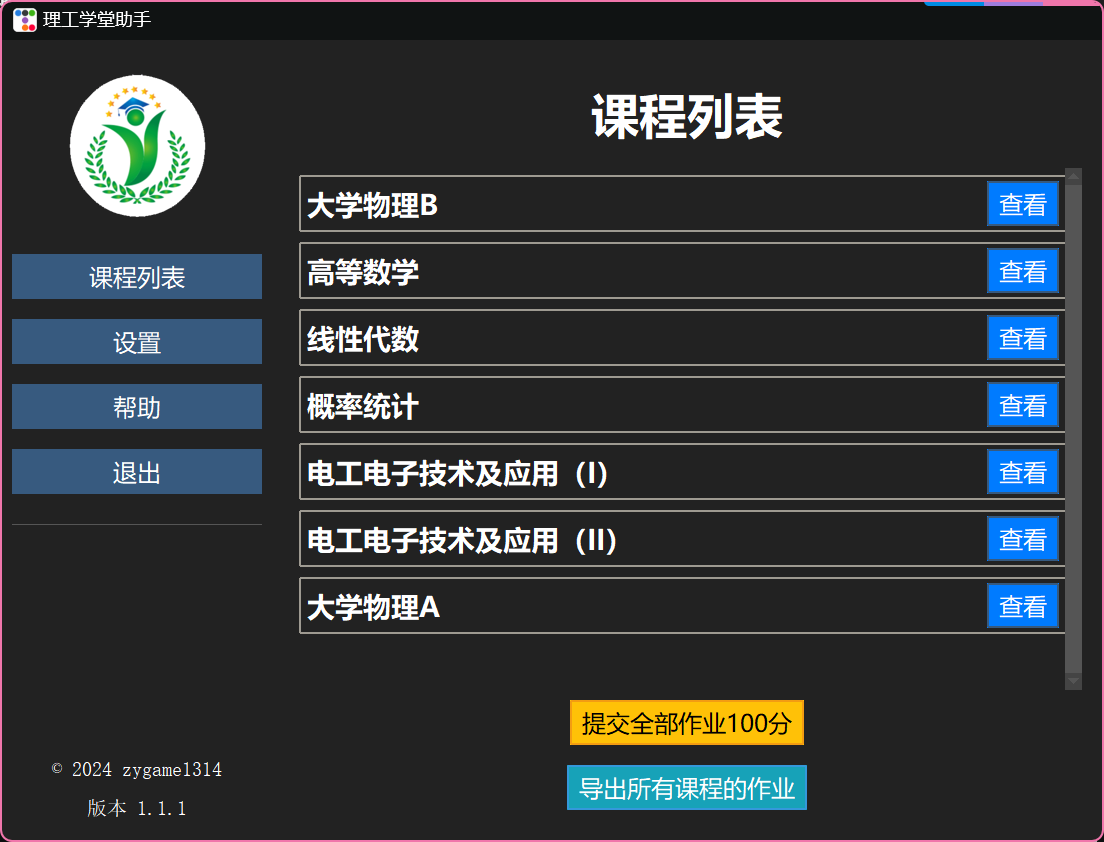 理工学堂助手
课程列表
设置
帮助
退出
© 2024 zygame1314
版本 1.1.1
课程列表
大学物理B 查看
高等数学 查看
线性代数 查看
概率统计 查看
电工电子技术及应用（I） 查看
电工电子技术及应用（II） 查看
大学物理A 查看
提交全部作业100分
导出所有课程的作业